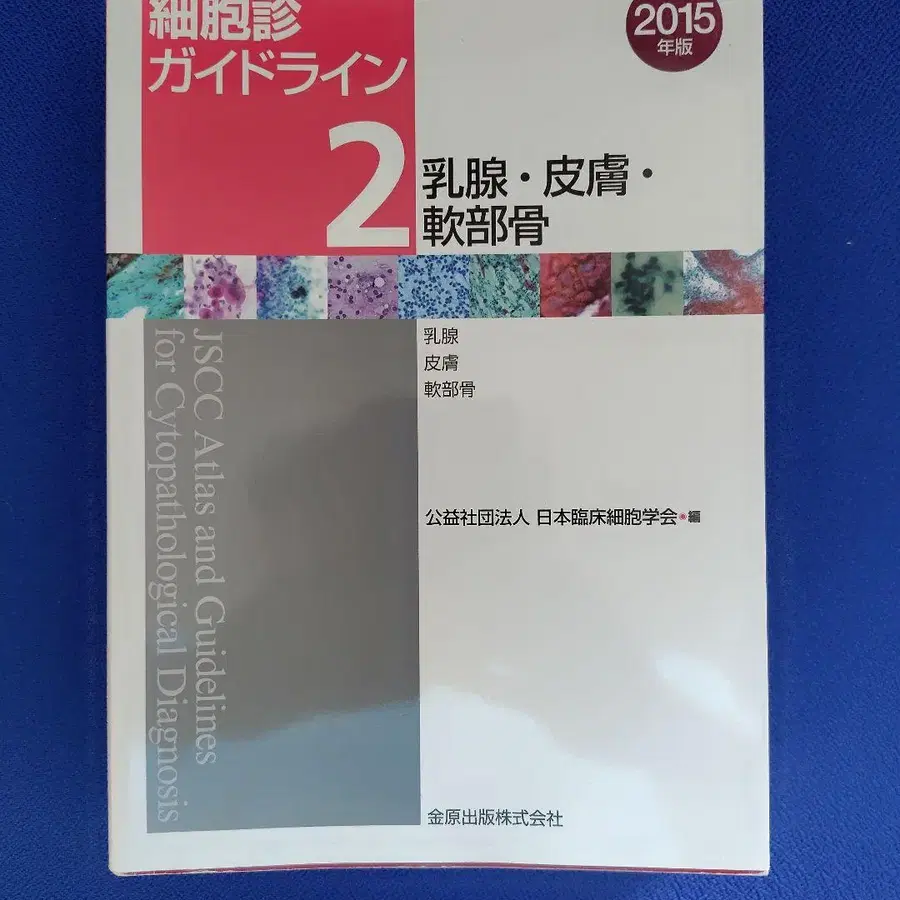 細胞診
ガイドライン
2
2015
年版
乳腺・皮膚・
軟部骨
乳腺
皮膚
軟部骨
JSCC Atlas and Guidelines
for Cytopathological Diagnosis
公益社団法人 日本臨床細胞学会●編
金原出版株式会社